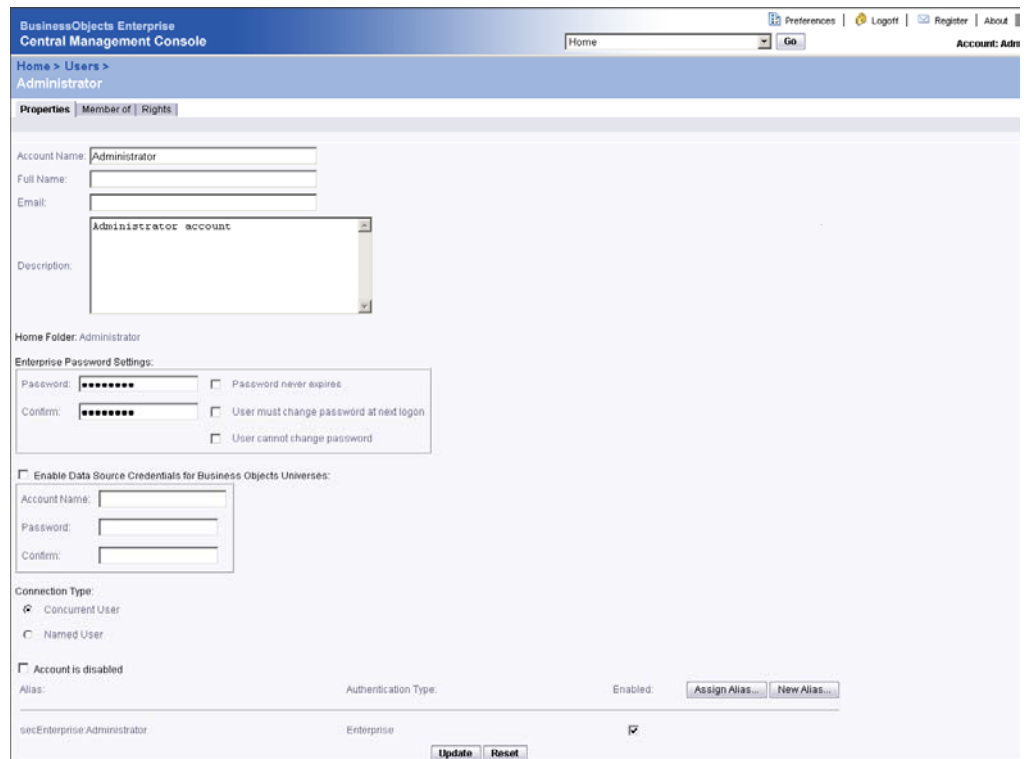 BusinessObjects Enterprise
Central Management Console
Preferences | Logoff | Register | About
Home Go
Account:
Home > Users >
Administrator
Properties | Member of | Rights
Account Name: Administrator
Full Name:
Email:
Administrator account
Description:
Home Folder: Administrator
Enterprise Password Settings:
Password: •••••••• Password never expires
Confirm: •••••••• User must change password at next logon
User cannot change password
Enable Data Source Credentials for Business Objects Universes:
Account Name:
Password:
Confirm:
Connection Type:
Concurrent User
Named User
Account is disabled
Alias: Authentication Type: Enabled: Assign Alias... New Alias...
secEnterprise:Administrator Enterprise
Update Reset